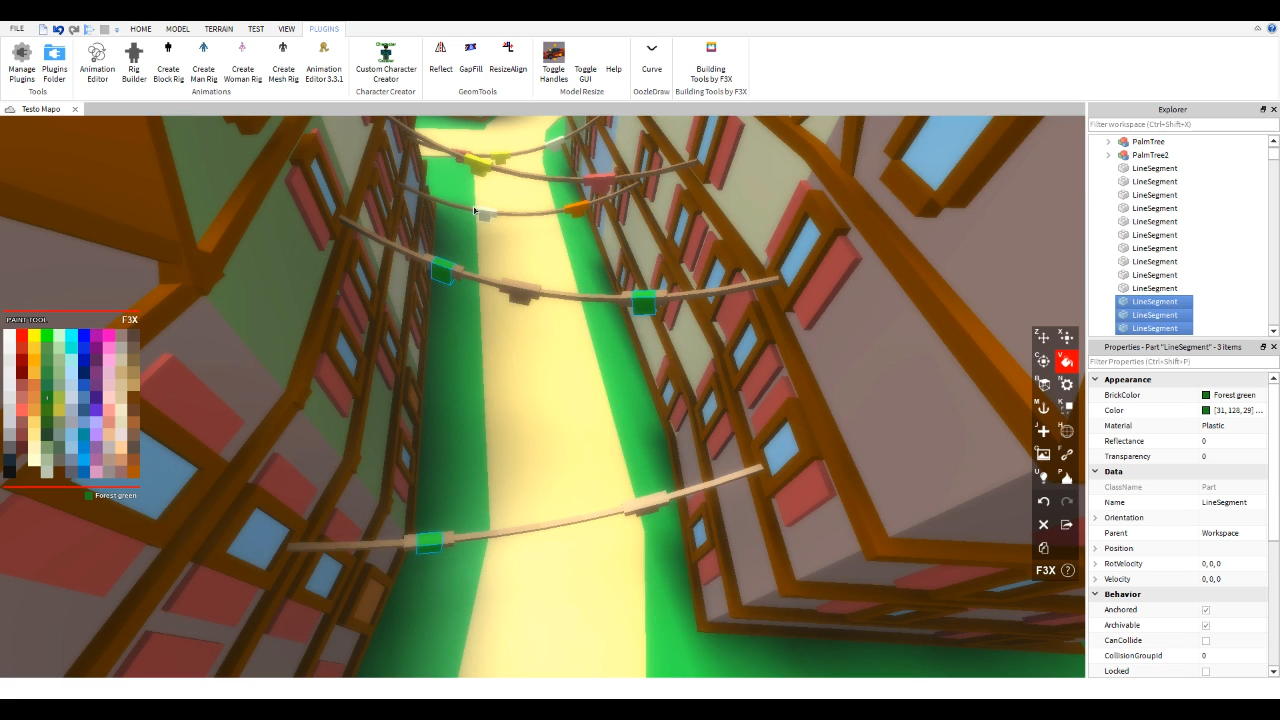 FILE
HOME
MODEL
TERRAIN
TEST
VIEW
PLUGINS
Manage Plugins
Plugins Folder
Animation Editor
Rig Builder
Create Block Rig
Create Man Rig
Create Woman Rig
Create Mesh Rig
Animation Editor 3.3.1
Custom Character Creator
Reflect
GapFill
ResizeAlign
Toggle Handles
Toggle GUI
Help
Curve
Building Tools by F3X
Tools
Animations
Character Creator
GeomTools
Model Resize
OozleDraw
Building Tools by F3X
Testo Mapo
Explorer
Filter workspace (Ctrl+Shift+X)
PalmTree
PalmTree2
LineSegment
LineSegment
LineSegment
LineSegment
LineSegment
LineSegment
LineSegment
LineSegment
LineSegment
LineSegment
LineSegment
LineSegment
LineSegment
PAINT TOOL F3X
Forest green
Z X
C V
B N
M K
J H
G F
U P
F3X ?
Properties - Part "LineSegment" - 3 items
Filter Properties (Ctrl+Shift+P)
Appearance
BrickColor Forest green
Color [31, 128, 29] ...
Material Plastic
Reflectance 0
Transparency 0
Data
ClassName Part
Name LineSegment
Orientation
Parent Workspace
Position
RotVelocity 0, 0, 0
Velocity 0, 0, 0
Behavior
Anchored
Archivable
CanCollide
CollisionGroupId 0
Locked